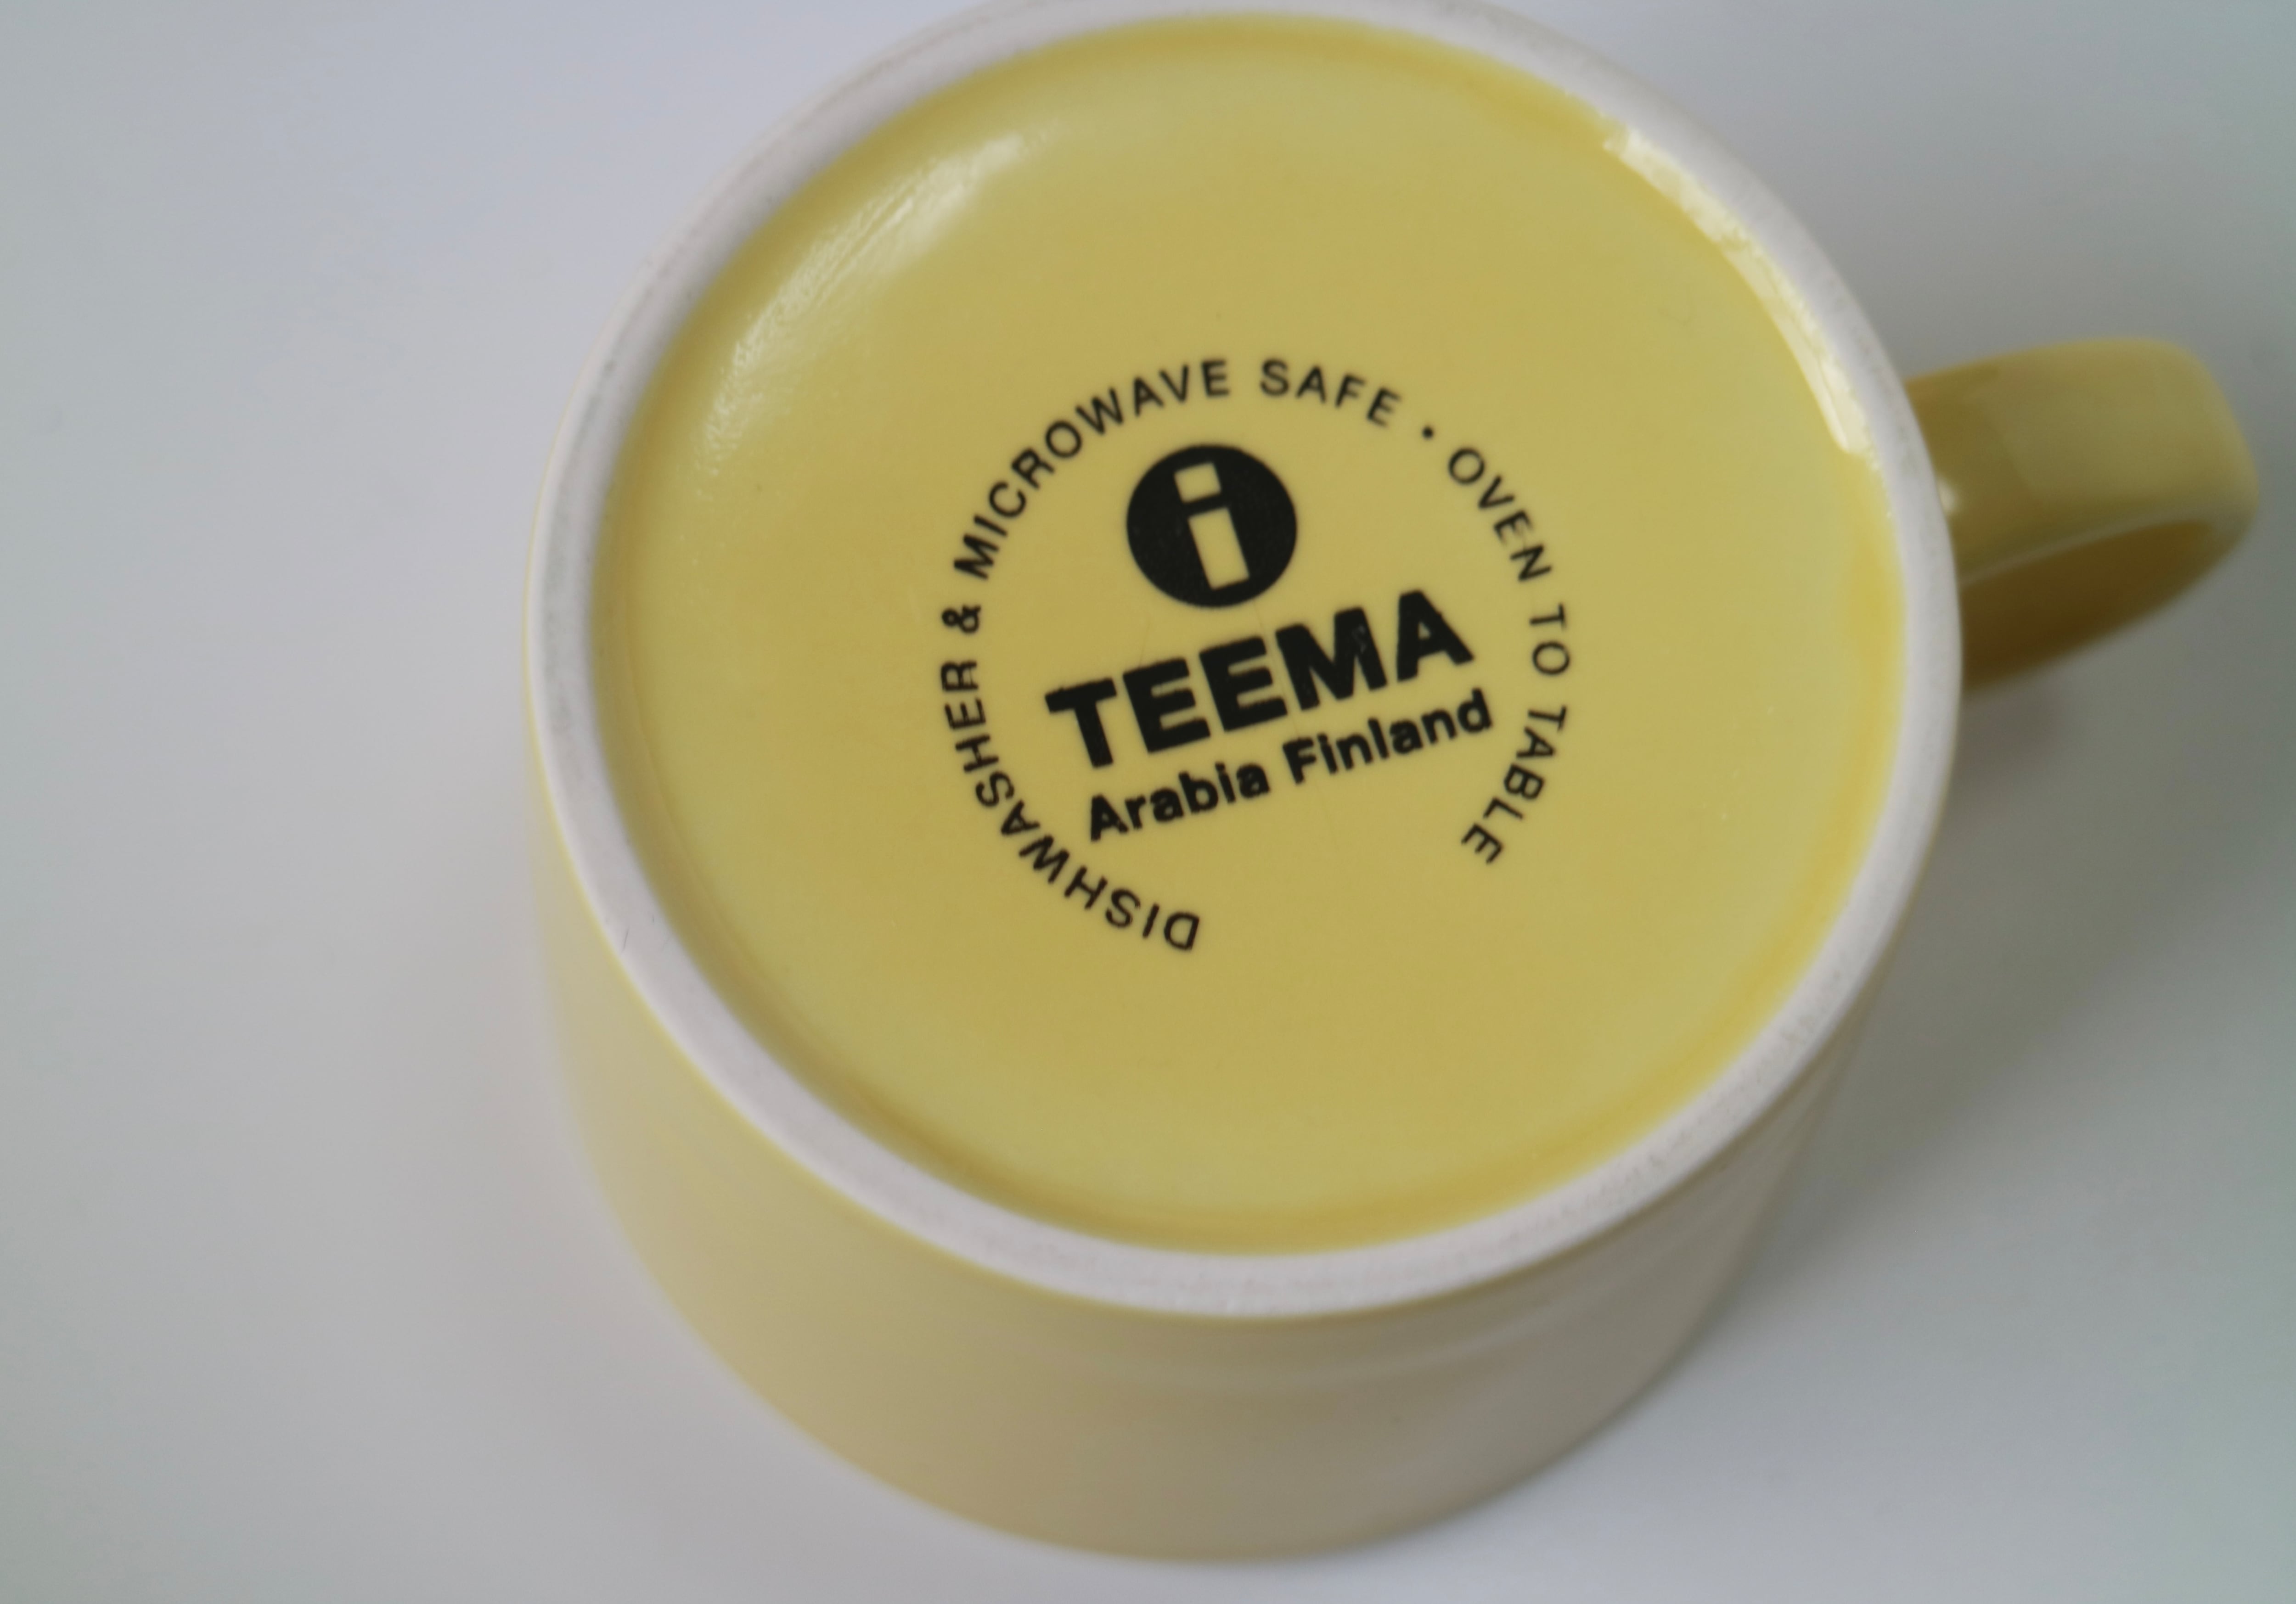 DISHWASHER & MICROWAVE SAFE • OVEN TO TABLE
i
TEEMA
Arabia Finland